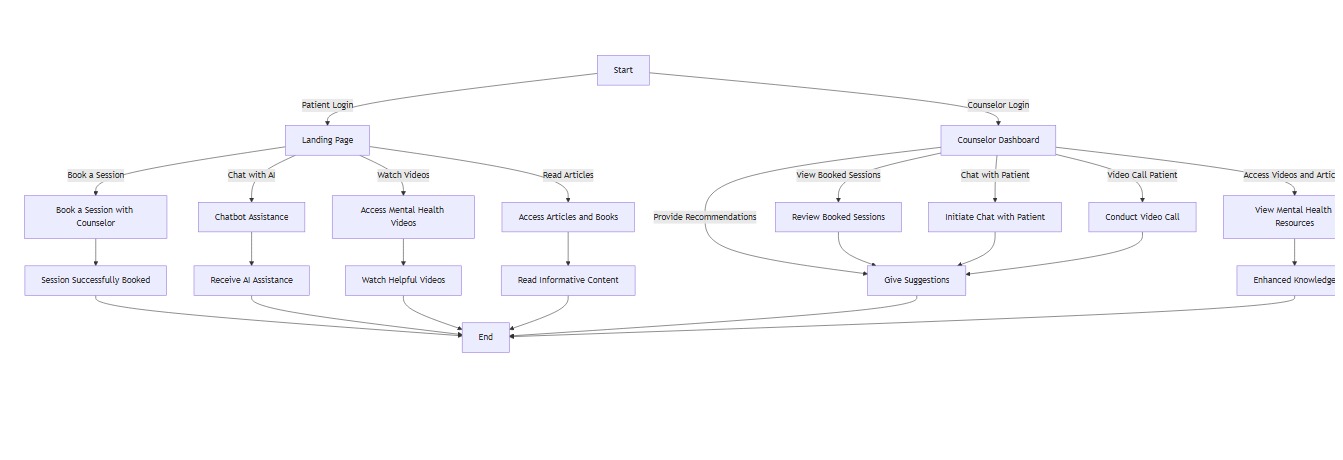 Start
Patient Login
Counselor Login
Landing Page
Counselor Dashboard
Book a Session
Chat with AI
Watch Videos
Read Articles
View Booked Sessions
Chat with Patient
Video Call Patient
Access Videos and Artic
Book a Session with
Counselor
Chatbot Assistance
Access Mental Health
Videos
Access Articles and Books
Provide Recommendations
Review Booked Sessions
Initiate Chat with Patient
Conduct Video Call
View Mental Health
Resources
Session Successfully Booked
Receive AI Assistance
Watch Helpful Videos
Read Informative Content
Give Suggestions
Enhanced Knowledge
End